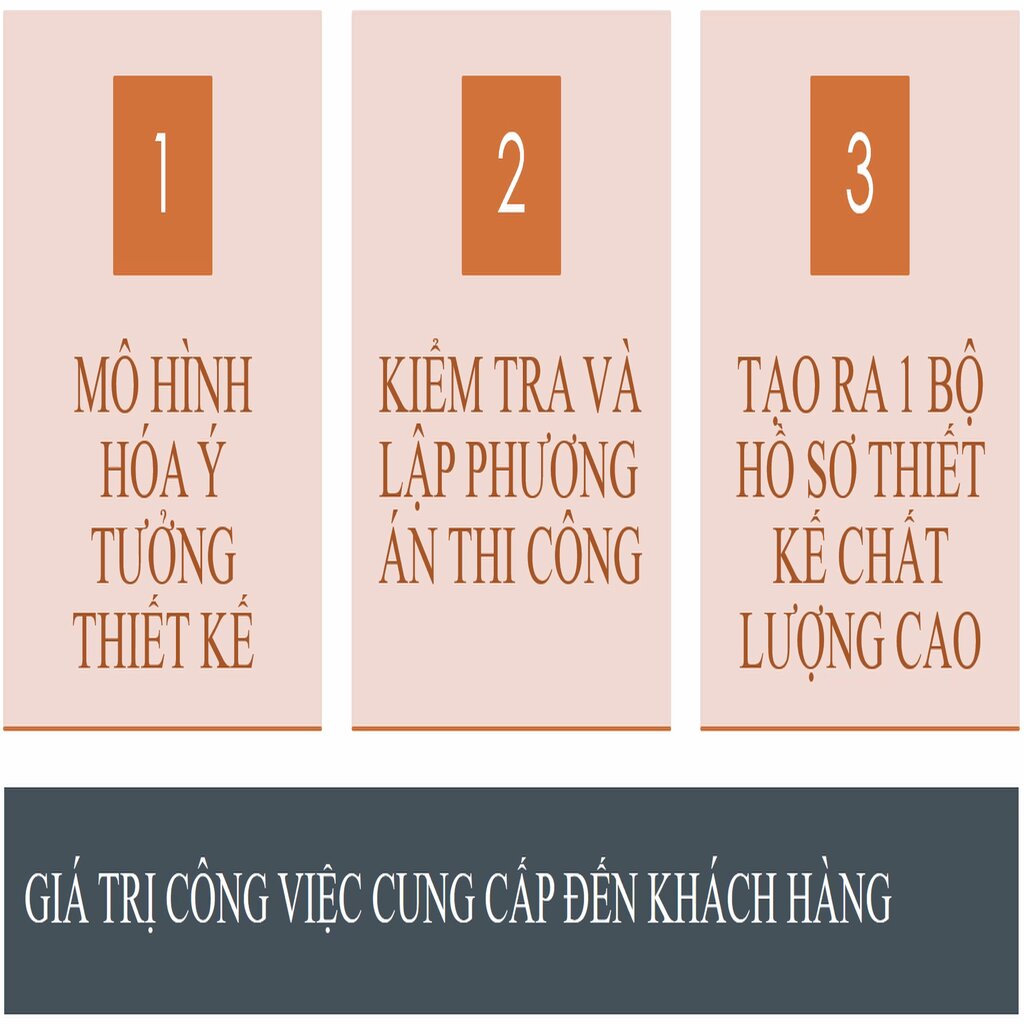 1
MÔ HÌNH
HÓA Ý
TƯỞNG
THIẾT KẾ
2
KIỂM TRA VÀ
LẬP PHƯƠNG
ÁN THI CÔNG
3
TẠO RA 1 BỘ
HỒ SƠ THIẾT
KẾ CHẤT
LƯỢNG CAO
GIÁ TRỊ CÔNG VIỆC CUNG CẤP ĐẾN KHÁCH HÀNG